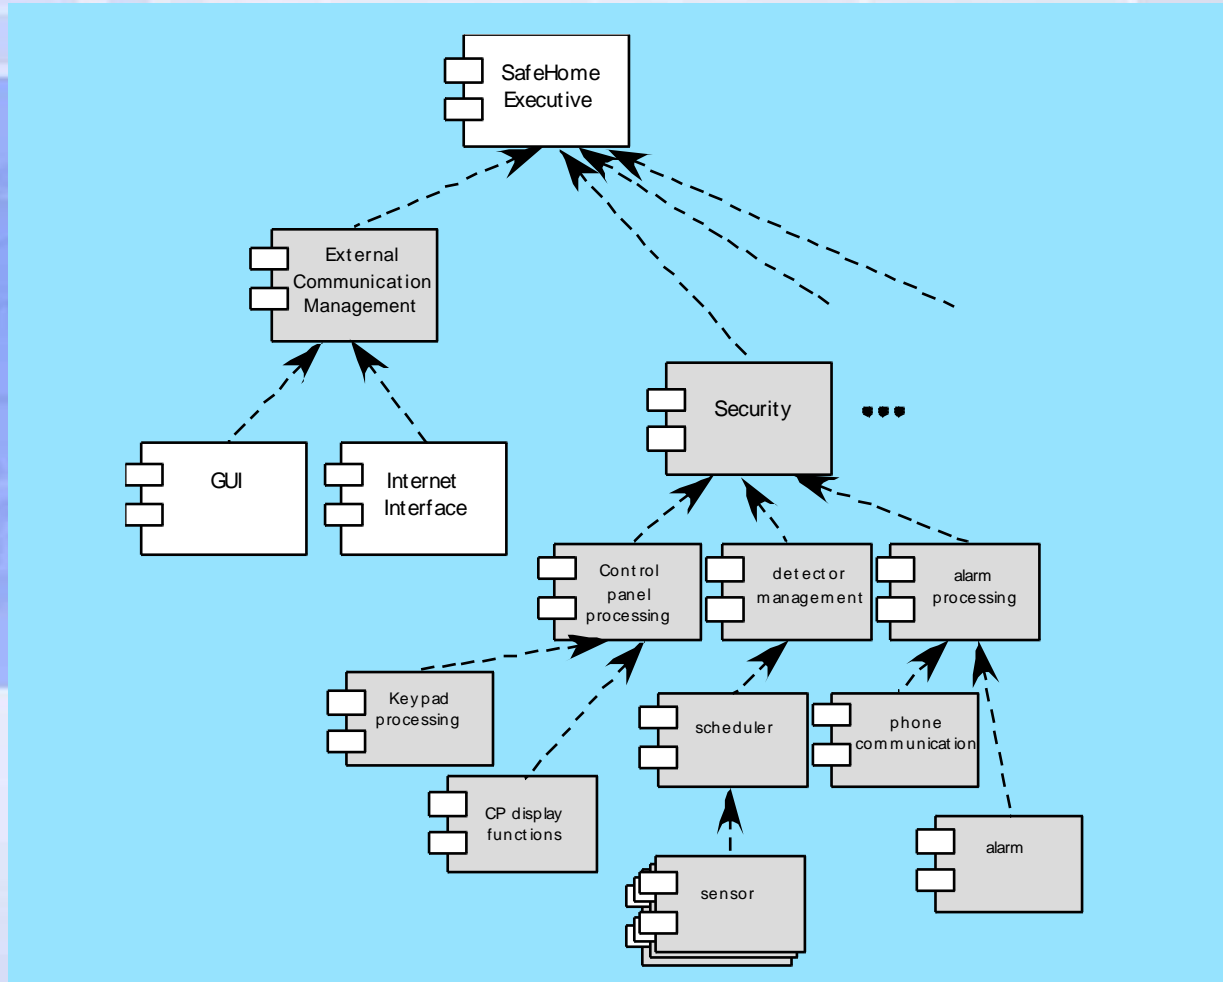 SafeHome
Executive
External
Communication
Management
Security
GUI
Internet
Interface
Control
panel
processing
detector
management
alarm
processing
Keypad
processing
scheduler
phone
communication
CP display
functions
alarm
sensor